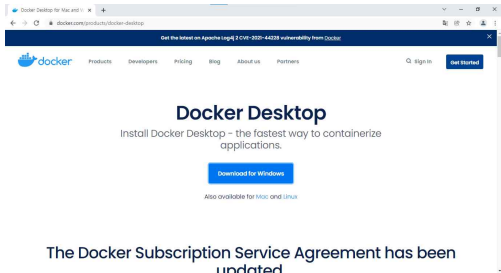 Docker Desktop for Mac and W
docker.com/products/docker-desktop
Get the latest on Apache Log4j 2 CVE-2021-44228 vulnerability from Docker
docker Products Developers Pricing Blog About us Partners Sign In Get Started
Docker Desktop
Install Docker Desktop - the fastest way to containerize
applications.
Download for Windows
Also available for Mac and Linux
The Docker Subscription Service Agreement has been
updated